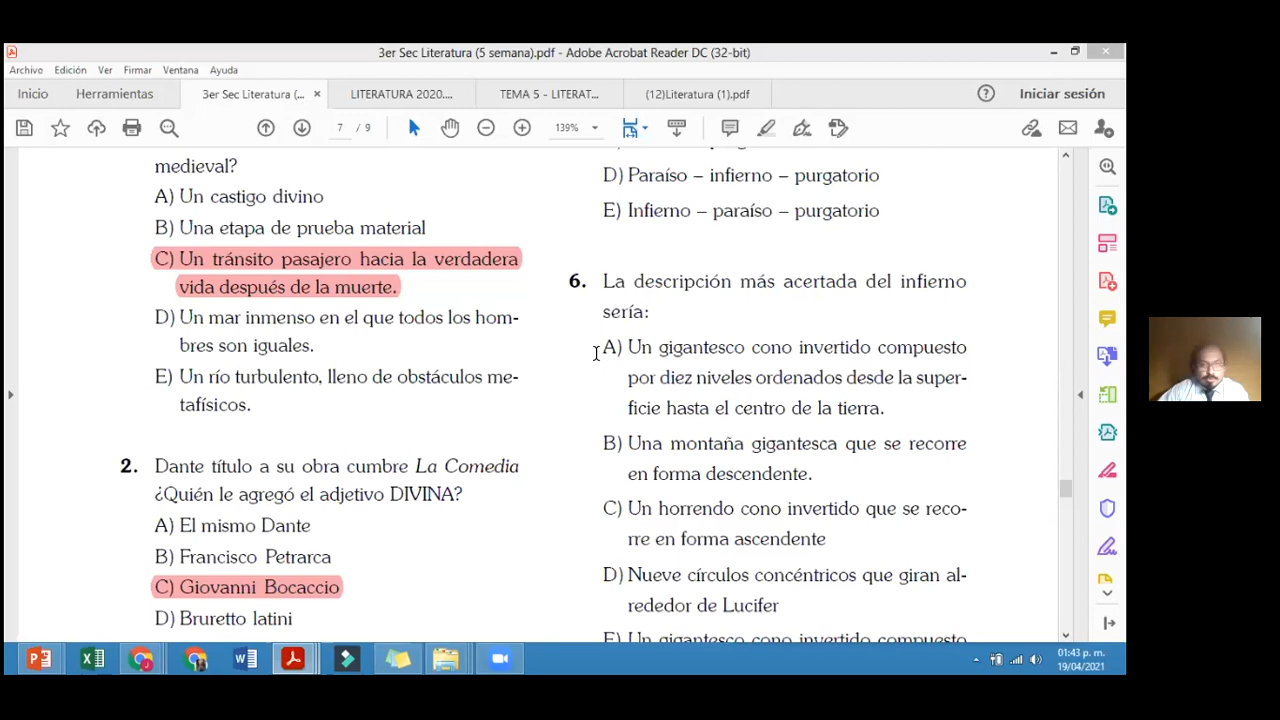 3er Sec Literatura (5 semana).pdf - Adobe Acrobat Reader DC (32-bit)
Archivo Edición Ver Firmar Ventana Ayuda
Inicio Herramientas 3er Sec Literatura (... × LITERATURA 2020.... TEMA 5 - LITERAT... (12)Literatura (1).pdf Iniciar sesión
7 / 9 139%
medieval?
A) Un castigo divino
B) Una etapa de prueba material
C) Un tránsito pasajero hacia la verdadera
vida después de la muerte.
D) Un mar inmenso en el que todos los hom-
bres son iguales.
E) Un río turbulento, lleno de obstáculos me-
tafísicos.
2. Dante título a su obra cumbre La Comedia
¿Quién le agregó el adjetivo DIVINA?
A) El mismo Dante
B) Francisco Petrarca
C) Giovanni Bocaccio
D) Bruretto latini
D) Paraíso – infierno – purgatorio
E) Infierno – paraíso – purgatorio
6. La descripción más acertada del infierno
sería:
A) Un gigantesco cono invertido compuesto
por diez niveles ordenados desde la super-
ficie hasta el centro de la tierra.
B) Una montaña gigantesca que se recorre
en forma descendente.
C) Un horrendo cono invertido que se reco-
rre en forma ascendente
D) Nueve círculos concéntricos que giran al-
rededor de Lucifer
E) Un gigantesco cono invertido compuesto
01:43 p. m.
19/04/2021